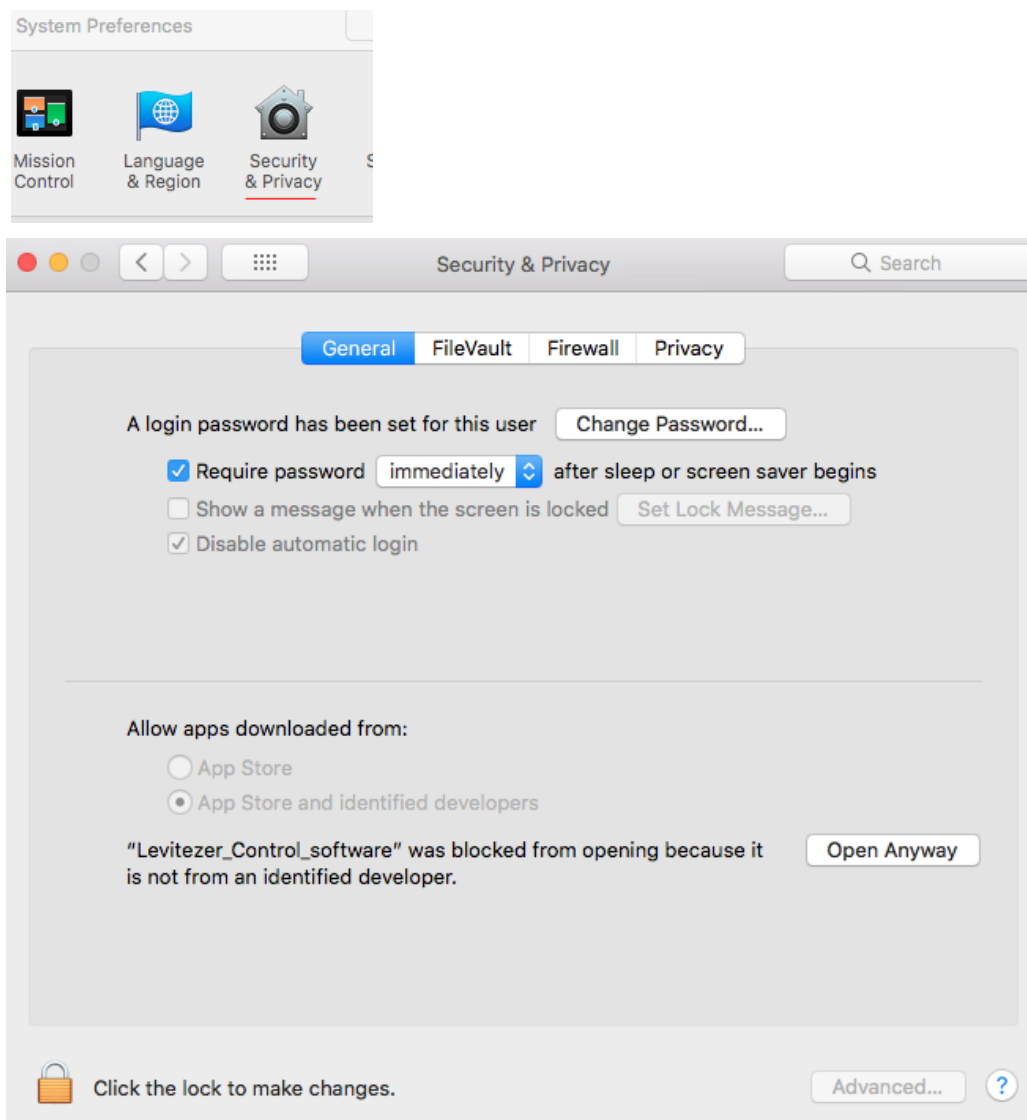 System Preferences
Mission
Control
Language
& Region
Security
& Privacy
S
Security & Privacy
Search
General
FileVault
Firewall
Privacy
A login password has been set for this user
Change Password...
Require password
immediately
after sleep or screen saver begins
Show a message when the screen is locked
Set Lock Message...
Disable automatic login
Allow apps downloaded from:
App Store
App Store and identified developers
“Levitezer_Control_software” was blocked from opening because it
is not from an identified developer.
Open Anyway
Click the lock to make changes.
Advanced...
?